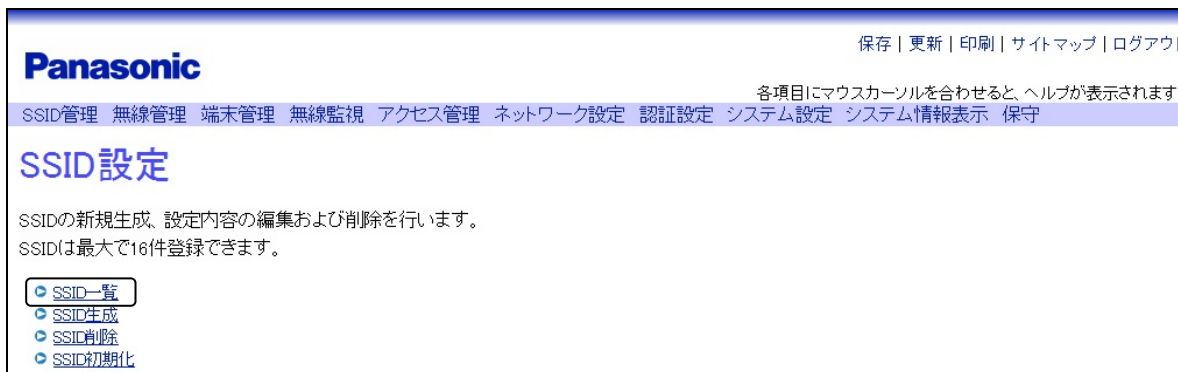 保存 | 更新 | 印刷 | サイトマップ | ログアウ
Panasonic
各項目にマウスカーソルを合わせると、ヘルプが表示されます
SSID管理 無線管理 端末管理 無線監視 アクセス管理 ネットワーク設定 認証設定 システム設定 システム情報表示 保守
SSID設定
SSIDの新規生成、設定内容の編集および削除を行います。
SSIDは最大で16件登録できます。
SSID一覧
SSID生成
SSID削除
SSID初期化